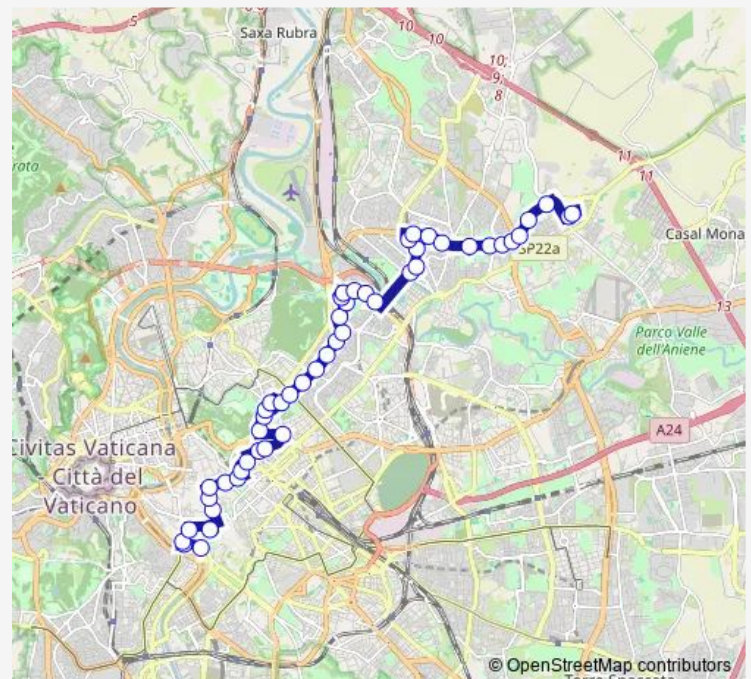 5
Saxa Rubra
10
10
10;
9;
8
5
11
11
Casal Mona
SP22a
13
Parco Valle
dell'Aniene
A24
Civitas Vaticana
Città del
Vaticano
© OpenStreetMap contributors